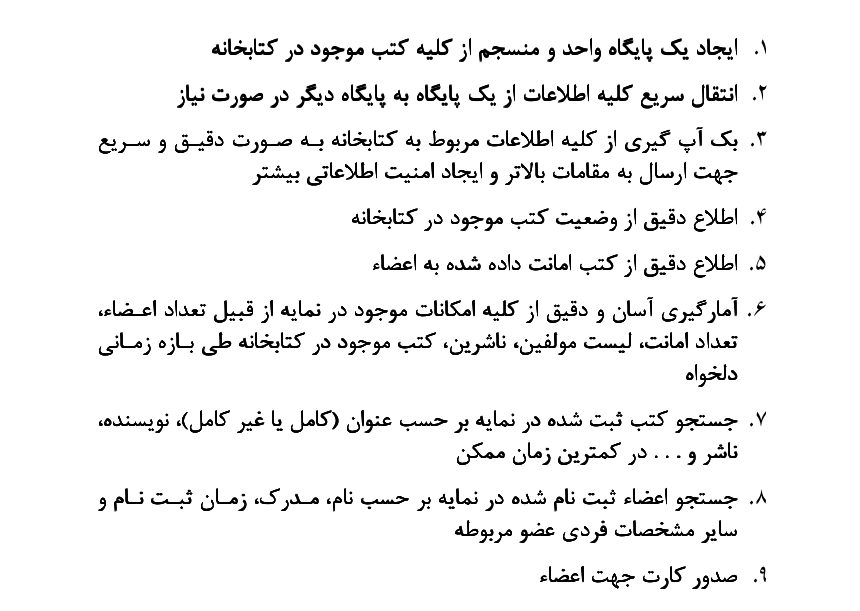 ۱. ایجاد یک پایگاه واحد و منسجم از کلیه کتب موجود در کتابخانه
۲. انتقال سریع کلیه اطلاعات از یک پایگاه به پایگاه دیگر در صورت نیاز
۳. بک آپ گیری از کلیه اطلاعات مربوط به کتابخانه به صورت دقیق و سریع
جهت ارسال به مقامات بالاتر و ایجاد امنیت اطلاعاتی بیشتر
۴. اطلاع دقیق از وضعیت کتب موجود در کتابخانه
۵. اطلاع دقیق از کتب امانت داده شده به اعضاء
۶. آمارگیری آسان و دقیق از کلیه امکانات موجود در نمایه از قبیل تعداد اعضاء،
تعداد امانت، لیست مولفین، ناشرین، کتب موجود در کتابخانه طی بازه زمانی
دلخواه
۷. جستجو کتب ثبت شده در نمایه بر حسب عنوان (کامل یا غیر کامل)، نویسنده،
ناشر و . . . در کمترین زمان ممکن
۸. جستجو اعضاء ثبت نام شده در نمایه بر حسب نام، مدرک، زمان ثبت نام و
سایر مشخصات فردی عضو مربوطه
۹. صدور کارت جهت اعضاء